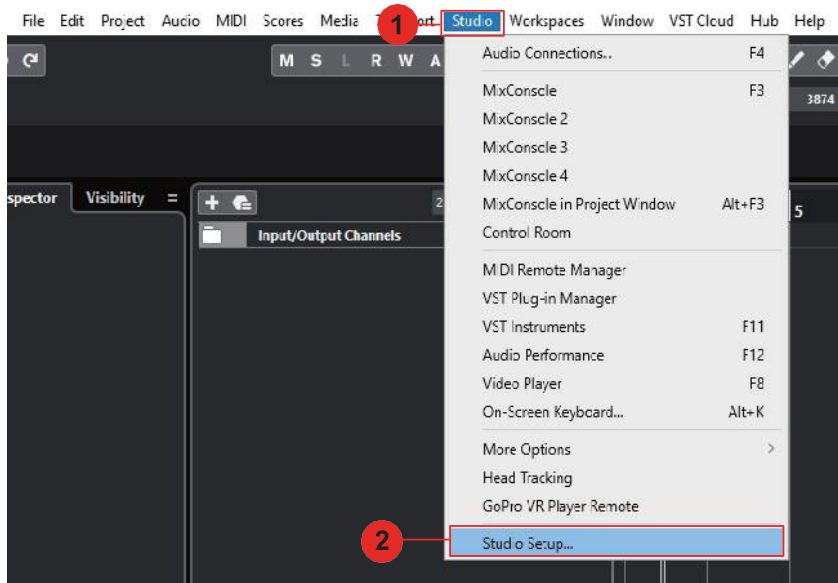 File Edit Project Audio MIDI Scores Media ort Studio Workspaces Window VST Cloud Hub Help
1
M S L R W A
3874
Audio Connections... F4
MixConsole F3
MixConsole 2
MixConsole 3
MixConsole 4
MixConsole in Project Window Alt+F3
Control Room
spector Visibility
2
5
Input/Output Channels
MIDI Remote Manager
VST Plug-in Manager
VST Instruments F11
Audio Performance F12
Video Player F8
On-Screen Keyboard... Alt+K
More Options >
Head Tracking
GoPro VR Player Remote
2
Studio Setup...